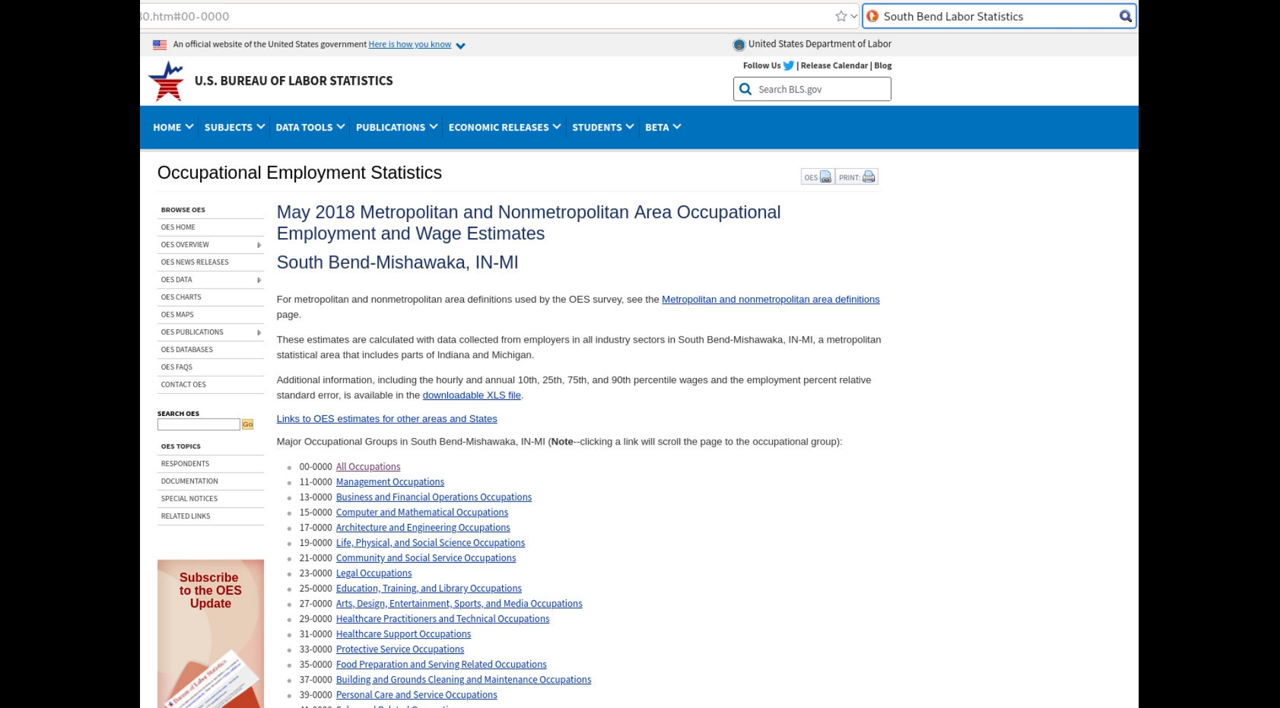 30.htm#00-0000
South Bend Labor Statistics
An official website of the United States government Here is how you know
United States Department of Labor
Follow Us | Release Calendar | Blog
U.S. BUREAU OF LABOR STATISTICS
Search BLS.gov
HOME SUBJECTS DATA TOOLS PUBLICATIONS ECONOMIC RELEASES STUDENTS BETA
Occupational Employment Statistics
OES PRINT:
BROWSE OES
OES HOME
OES OVERVIEW
OES NEWS RELEASES
OES DATA
OES CHARTS
OES MAPS
OES PUBLICATIONS
OES DATABASES
OES FAQS
CONTACT OES
SEARCH OES
Go
OES TOPICS
RESPONDENTS
DOCUMENTATION
SPECIAL NOTICES
RELATED LINKS
Subscribe
to the OES
Update
Bureau of Labor Statistics
May 2018 Metropolitan and Nonmetropolitan Area Occupational
Employment and Wage Estimates
South Bend-Mishawaka, IN-MI
For metropolitan and nonmetropolitan area definitions used by the OES survey, see the Metropolitan and nonmetropolitan area definitions
page.
These estimates are calculated with data collected from employers in all industry sectors in South Bend-Mishawaka, IN-MI, a metropolitan
statistical area that includes parts of Indiana and Michigan.
Additional information, including the hourly and annual 10th, 25th, 75th, and 90th percentile wages and the employment percent relative
standard error, is available in the downloadable XLS file.
Links to OES estimates for other areas and States
Major Occupational Groups in South Bend-Mishawaka, IN-MI (Note--clicking a link will scroll the page to the occupational group):
00-0000 All Occupations
11-0000 Management Occupations
13-0000 Business and Financial Operations Occupations
15-0000 Computer and Mathematical Occupations
17-0000 Architecture and Engineering Occupations
19-0000 Life, Physical, and Social Science Occupations
21-0000 Community and Social Service Occupations
23-0000 Legal Occupations
25-0000 Education, Training, and Library Occupations
27-0000 Arts, Design, Entertainment, Sports, and Media Occupations
29-0000 Healthcare Practitioners and Technical Occupations
31-0000 Healthcare Support Occupations
33-0000 Protective Service Occupations
35-0000 Food Preparation and Serving Related Occupations
37-0000 Building and Grounds Cleaning and Maintenance Occupations
39-0000 Personal Care and Service Occupations